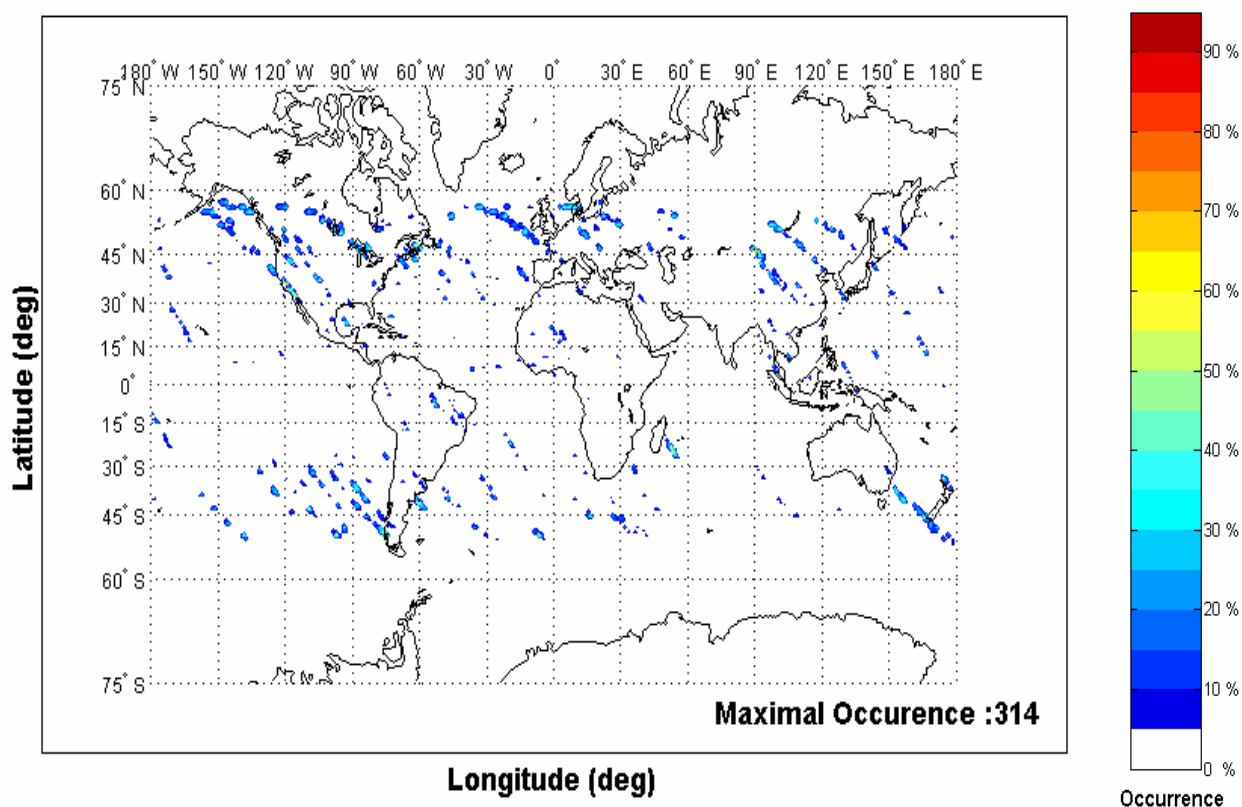 180° W 150° W 120° W 90° W 60° W 30° W 0° 30° E 60° E 90° E 120° E 150° E 180° E
75° N
60° N
45° N
30° N
15° N
0°
15° S
30° S
45° S
60° S
75° S
Latitude (deg)
Maximal Occurence :314
Longitude (deg)
90 %
80 %
70 %
60 %
50 %
40 %
30 %
20 %
10 %
0 %
Occurrence